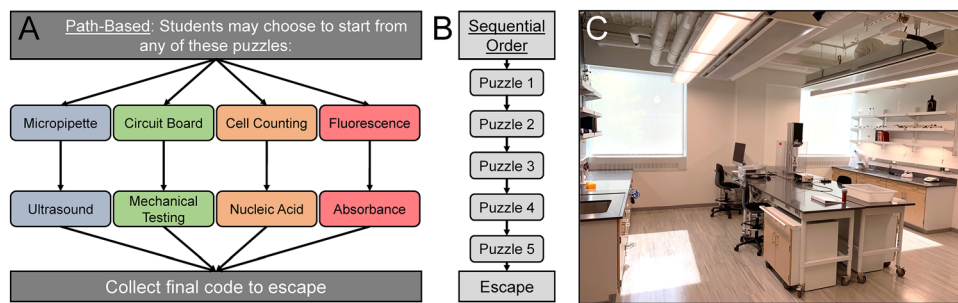 A
Path-Based: Students may choose to start from
any of these puzzles:
Micropipette
Circuit Board
Cell Counting
Fluorescence
Ultrasound
Mechanical
Testing
Nucleic Acid
Absorbance
Collect final code to escape
B
Sequential
Order
Puzzle 1
Puzzle 2
Puzzle 3
Puzzle 4
Puzzle 5
Escape
C